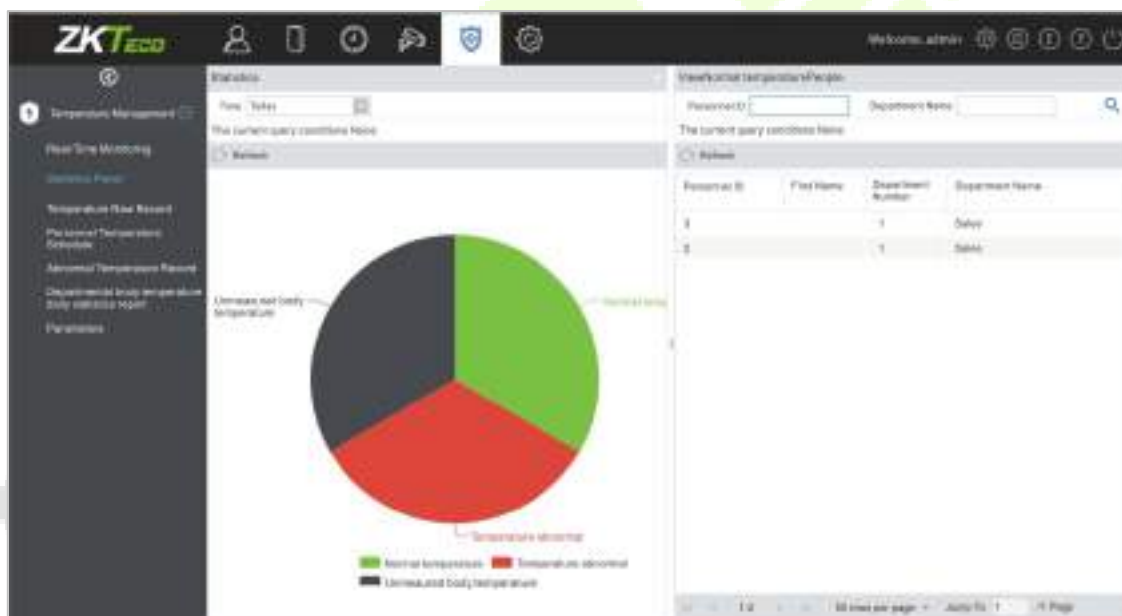 ZKTeco
Welcome, admin
Temperature Management
Real-Time Monitoring
Statistics Panel
Temperature Raw Record
Personnel Temperature
Schedule
Abnormal Temperature Record
Departmental body temperature
daily statistics report
Parameters
Statistics
Time Today
The current query conditions None
Refresh
Unmeasured body
temperature
Normal temp
Temperature abnormal
Normal temperature Temperature abnormal
Unmeasured body temperature
ViewNormal temperaturePeople
Personnel ID Department Name
The current query conditions None
Refresh
Personnel ID First Name Department Number Department Name
1 Sales
1 Sales
50 rows per page Jump To 1 /1 Page